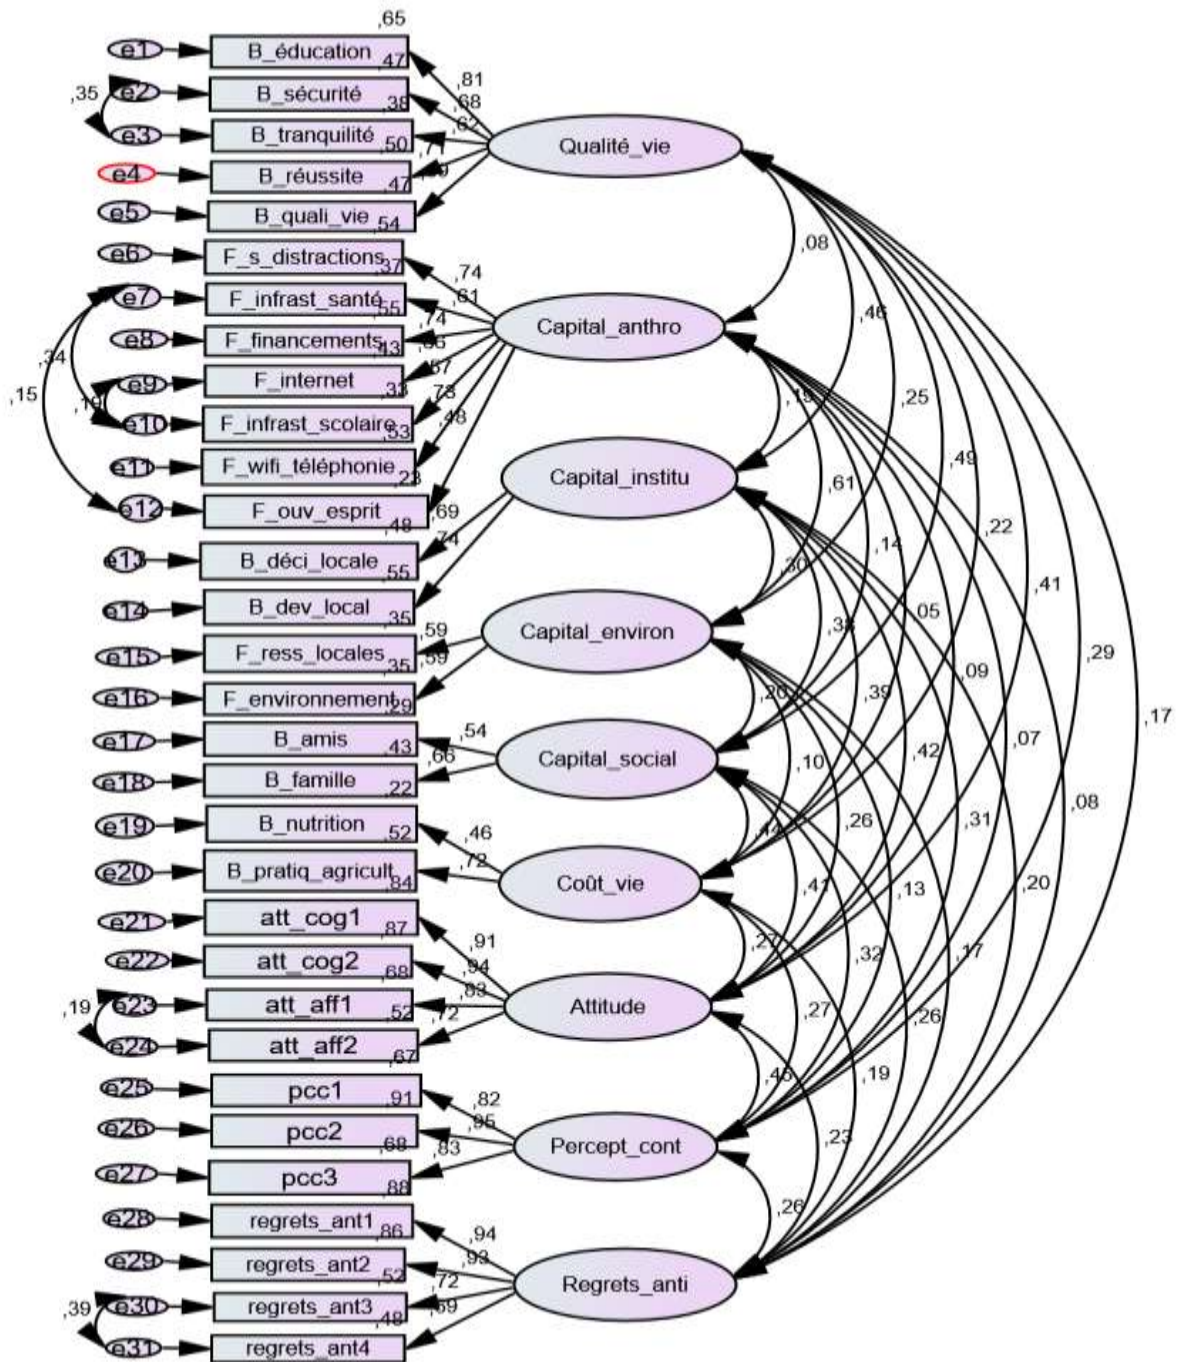 ,65
e1 B_éducation
,47
,81
e2 B_sécurité
,35
,38
,68
e3 B_tranquilité
,50
,62
Qualité_vie
e4 B_réussite
,47
,71
e5 B_quali_vie
,54
e6 F_s_distractions
,37
,74
,08
e7 F_infrast_santé
,55
,61
Capital_anthro
,46
e8 F_financements
,43
,74
,34
e9 F_internet
,33
,57
,15
,19
e10 F_infrast_scolaire
,53
,73
,48
,19
,25
e11 F_wifi_téléphonie
,23
Capital_institu
,49
,61
e12 F_ouv_esprit
,48
,69
,22
,14
e13 B_déci_locale
,55
,74
,30
,41
e14 B_dev_local
,35
,05
e15 F_ress_locales
,35
,59
Capital_environ
,29
,09
e16 F_environnement
,29
,59
,20
,39
,17
e17 B_amis
,43
,54
Capital_social
,10
,42
,07
e18 B_famille
,22
,66
,08
e19 B_nutrition
,52
,46
,44
,26
,31
e20 B_pratiq_agricult
,84
,72
Coût_vie
,41
,13
,20
e21 att_cog1
,87
,91
,27
,32
,17
e22 att_cog2
,68
,94
e23 att_aff1
,52
,83
Attitude
,27
,26
,19
e24 att_aff2
,67
,72
e25 pcc1
,91
,82
,45
,19
e26 pcc2
,68
,95
Percept_cont
,23
e27 pcc3
,88
,83
e28 regrets_ant1
,86
,94
,26
e29 regrets_ant2
,52
,93
Regrets_anti
e30 regrets_ant3
,48
,72
,39
e31 regrets_ant4
,69